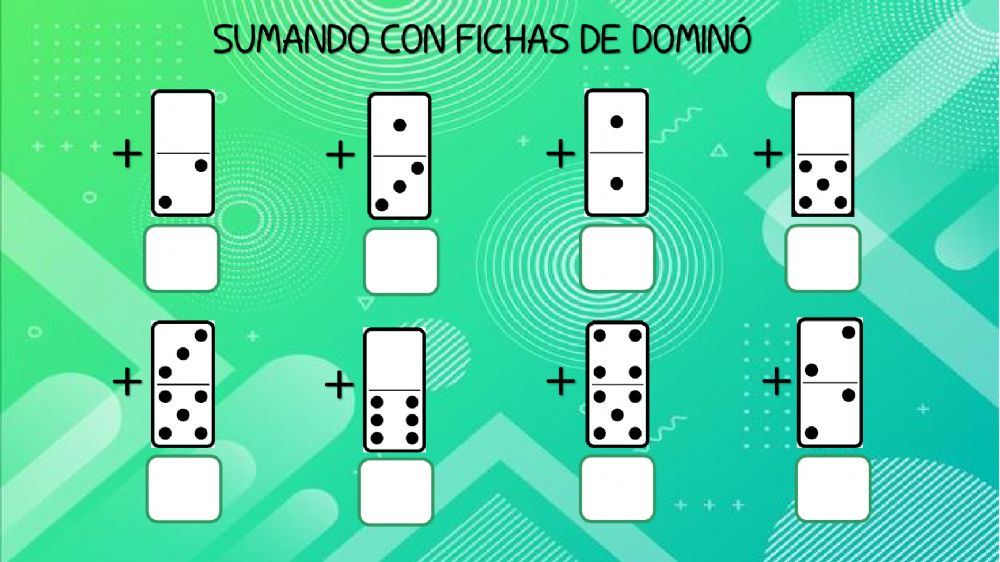 SUMANDO CON FICHAS DE DOMINÓ
+ + + +
+ + + +